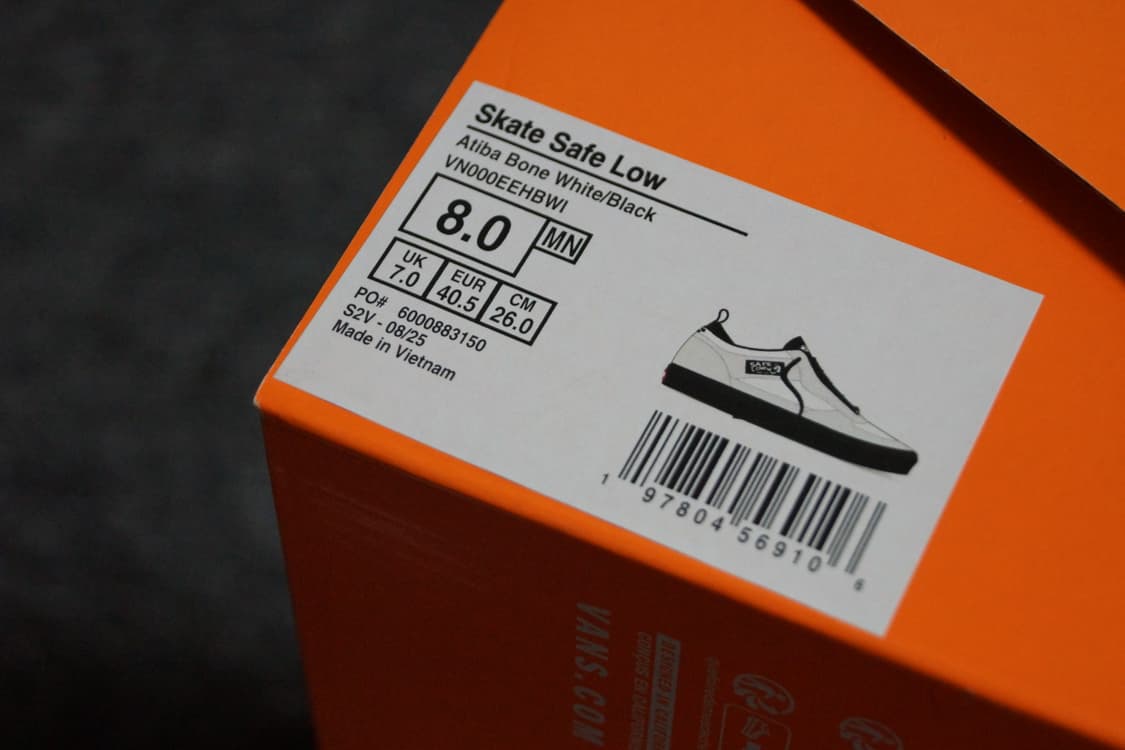 Skate Safe Low
Atiba Bone White/Black
VN000EEHBWI
8.0 MN
UK EUR CM
7.0 40.5 26.0
PO# 6000883150
S2V - 08/25
Made in Vietnam
1 97804 56910 6
VANS.COM